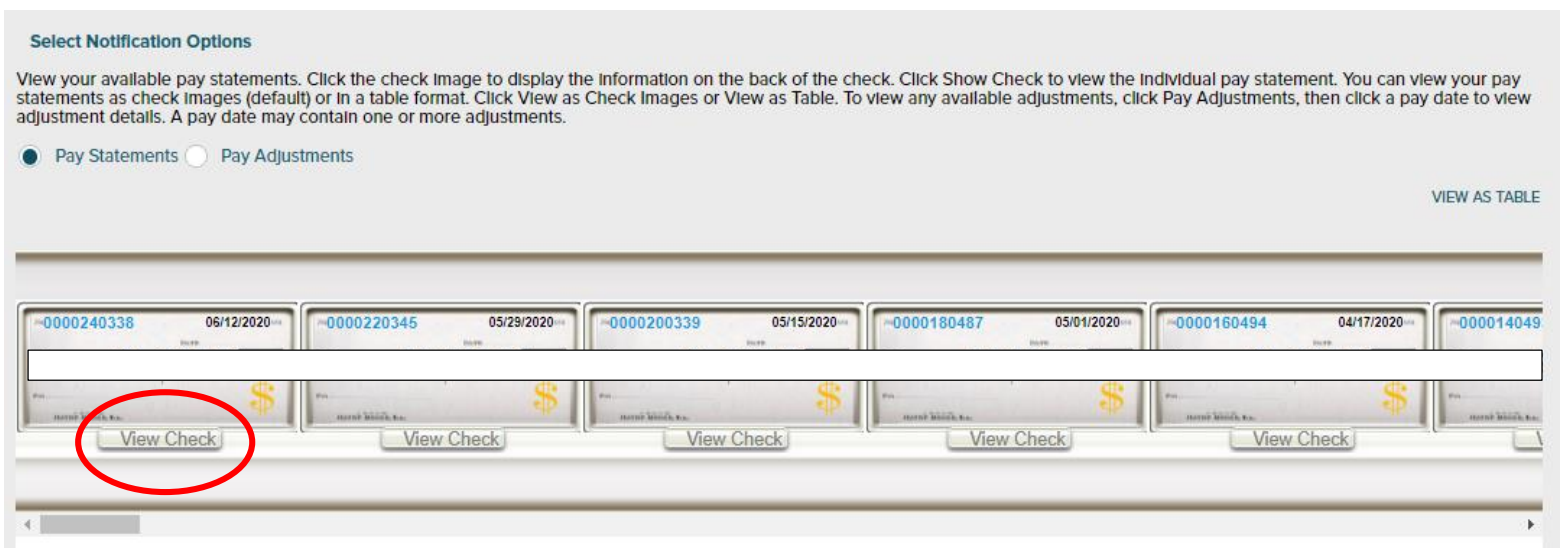 Select Notification Options
View your available pay statements. Click the check image to display the information on the back of the check. Click Show Check to view the individual pay statement. You can view your pay
statements as check images (default) or in a table format. Click View as Check Images or View as Table. To view any available adjustments, click Pay Adjustments, then click a pay date to view
adjustment details. A pay date may contain one or more adjustments.
Pay Statements Pay Adjustments
VIEW AS TABLE
0000240338 06/12/2020 0000220345 05/29/2020 0000200339 05/15/2020 0000180487 05/01/2020 0000160494 04/17/2020 000014049
$ $ $ $ $
View Check View Check View Check View Check View Check